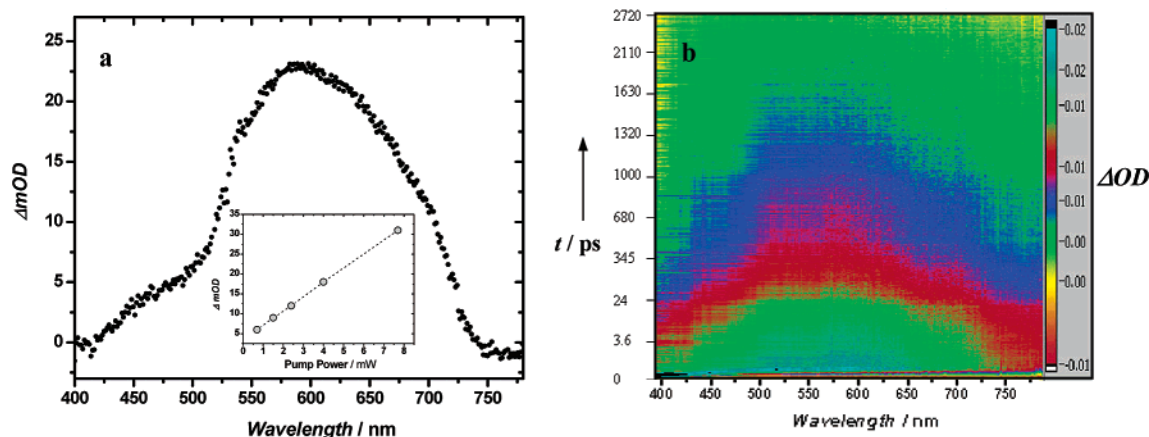 a
ΔmOD
25
20
15
10
5
0
400 450 500 550 600 650 700 750
Wavelength / nm
Δ mOD
35
30
25
20
15
10
5
0 1 2 3 4 5 6 7 8
Pump Power / mW
b
t / ps
2720
2110
1630
1320
1000
680
345
24
3.6
0
400 450 500 550 600 650 700 750
Wavelength / nm
-0.02
-0.02
-0.01
-0.01
-0.01
-0.00
-0.00
-0.01
ΔOD